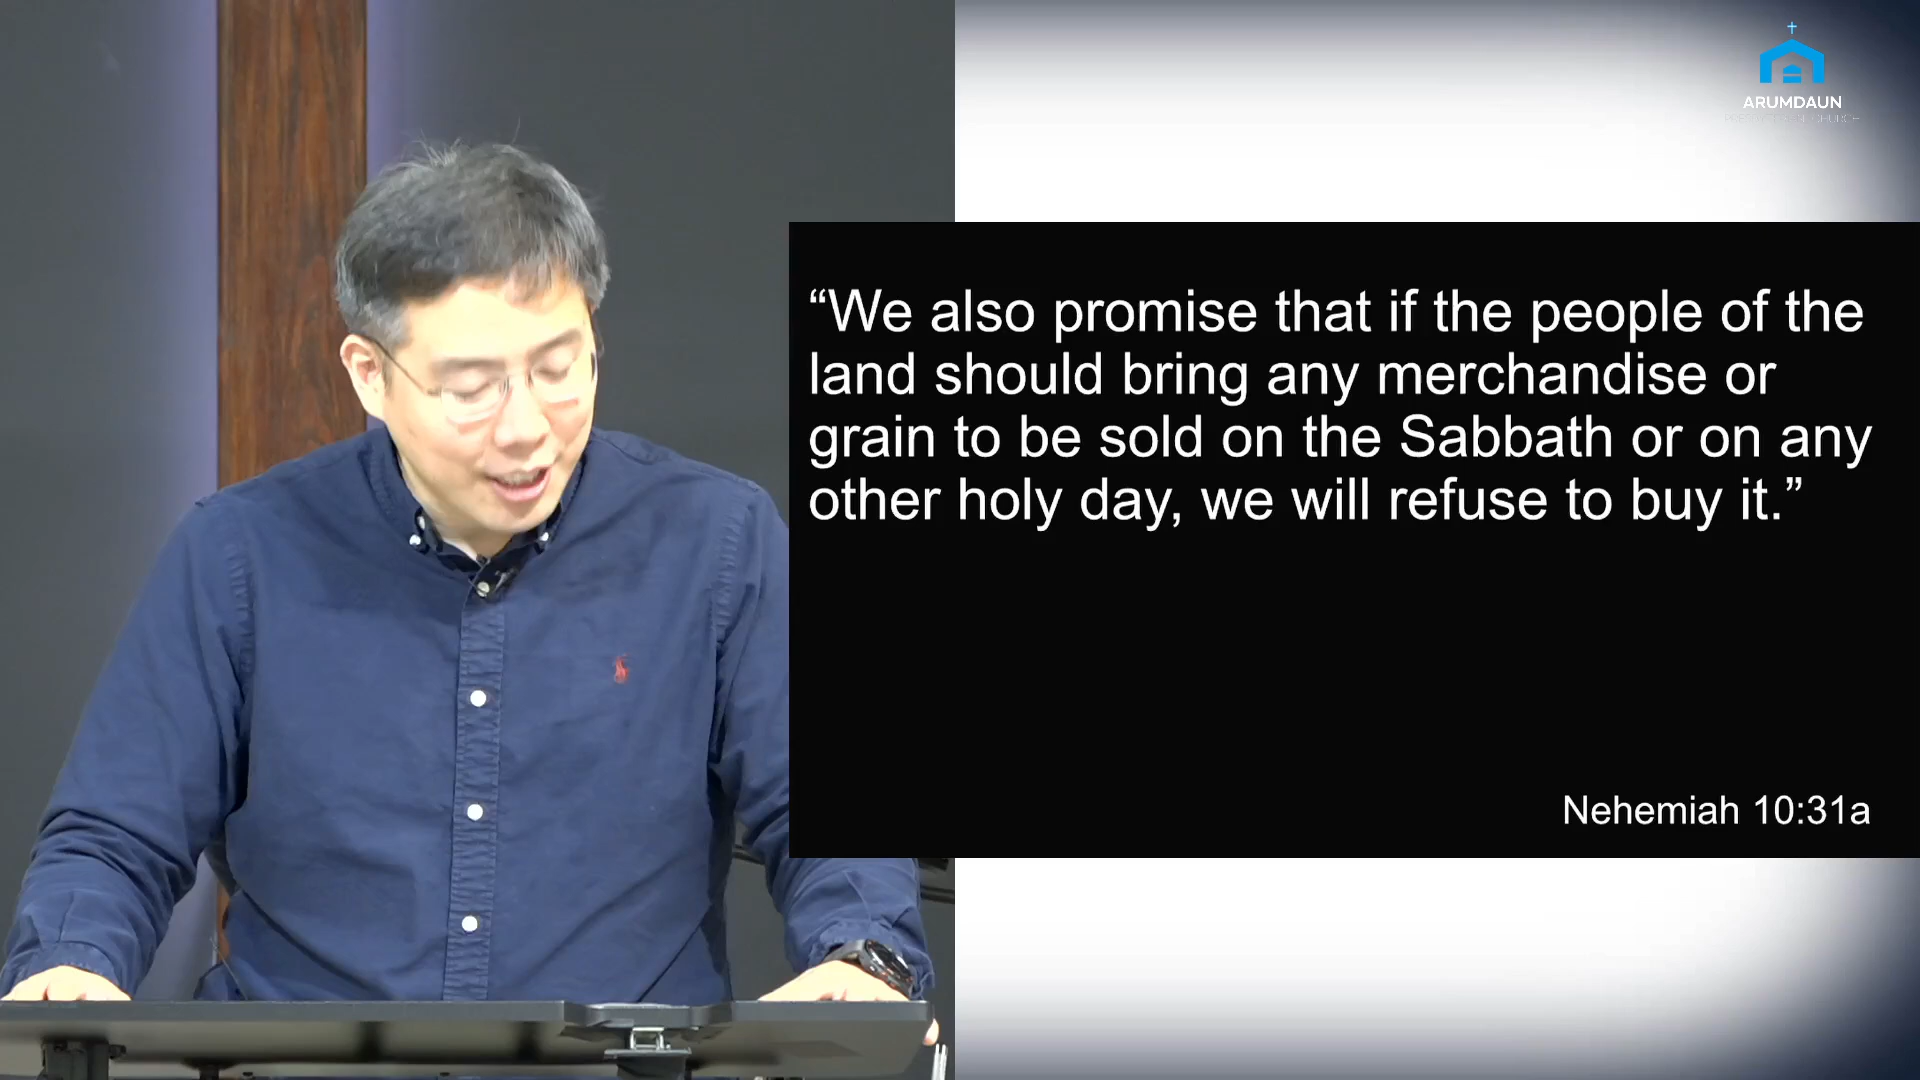 ARUMDAUN
“We also promise that if the people of the
land should bring any merchandise or
grain to be sold on the Sabbath or on any
other holy day, we will refuse to buy it.”
Nehemiah 10:31a